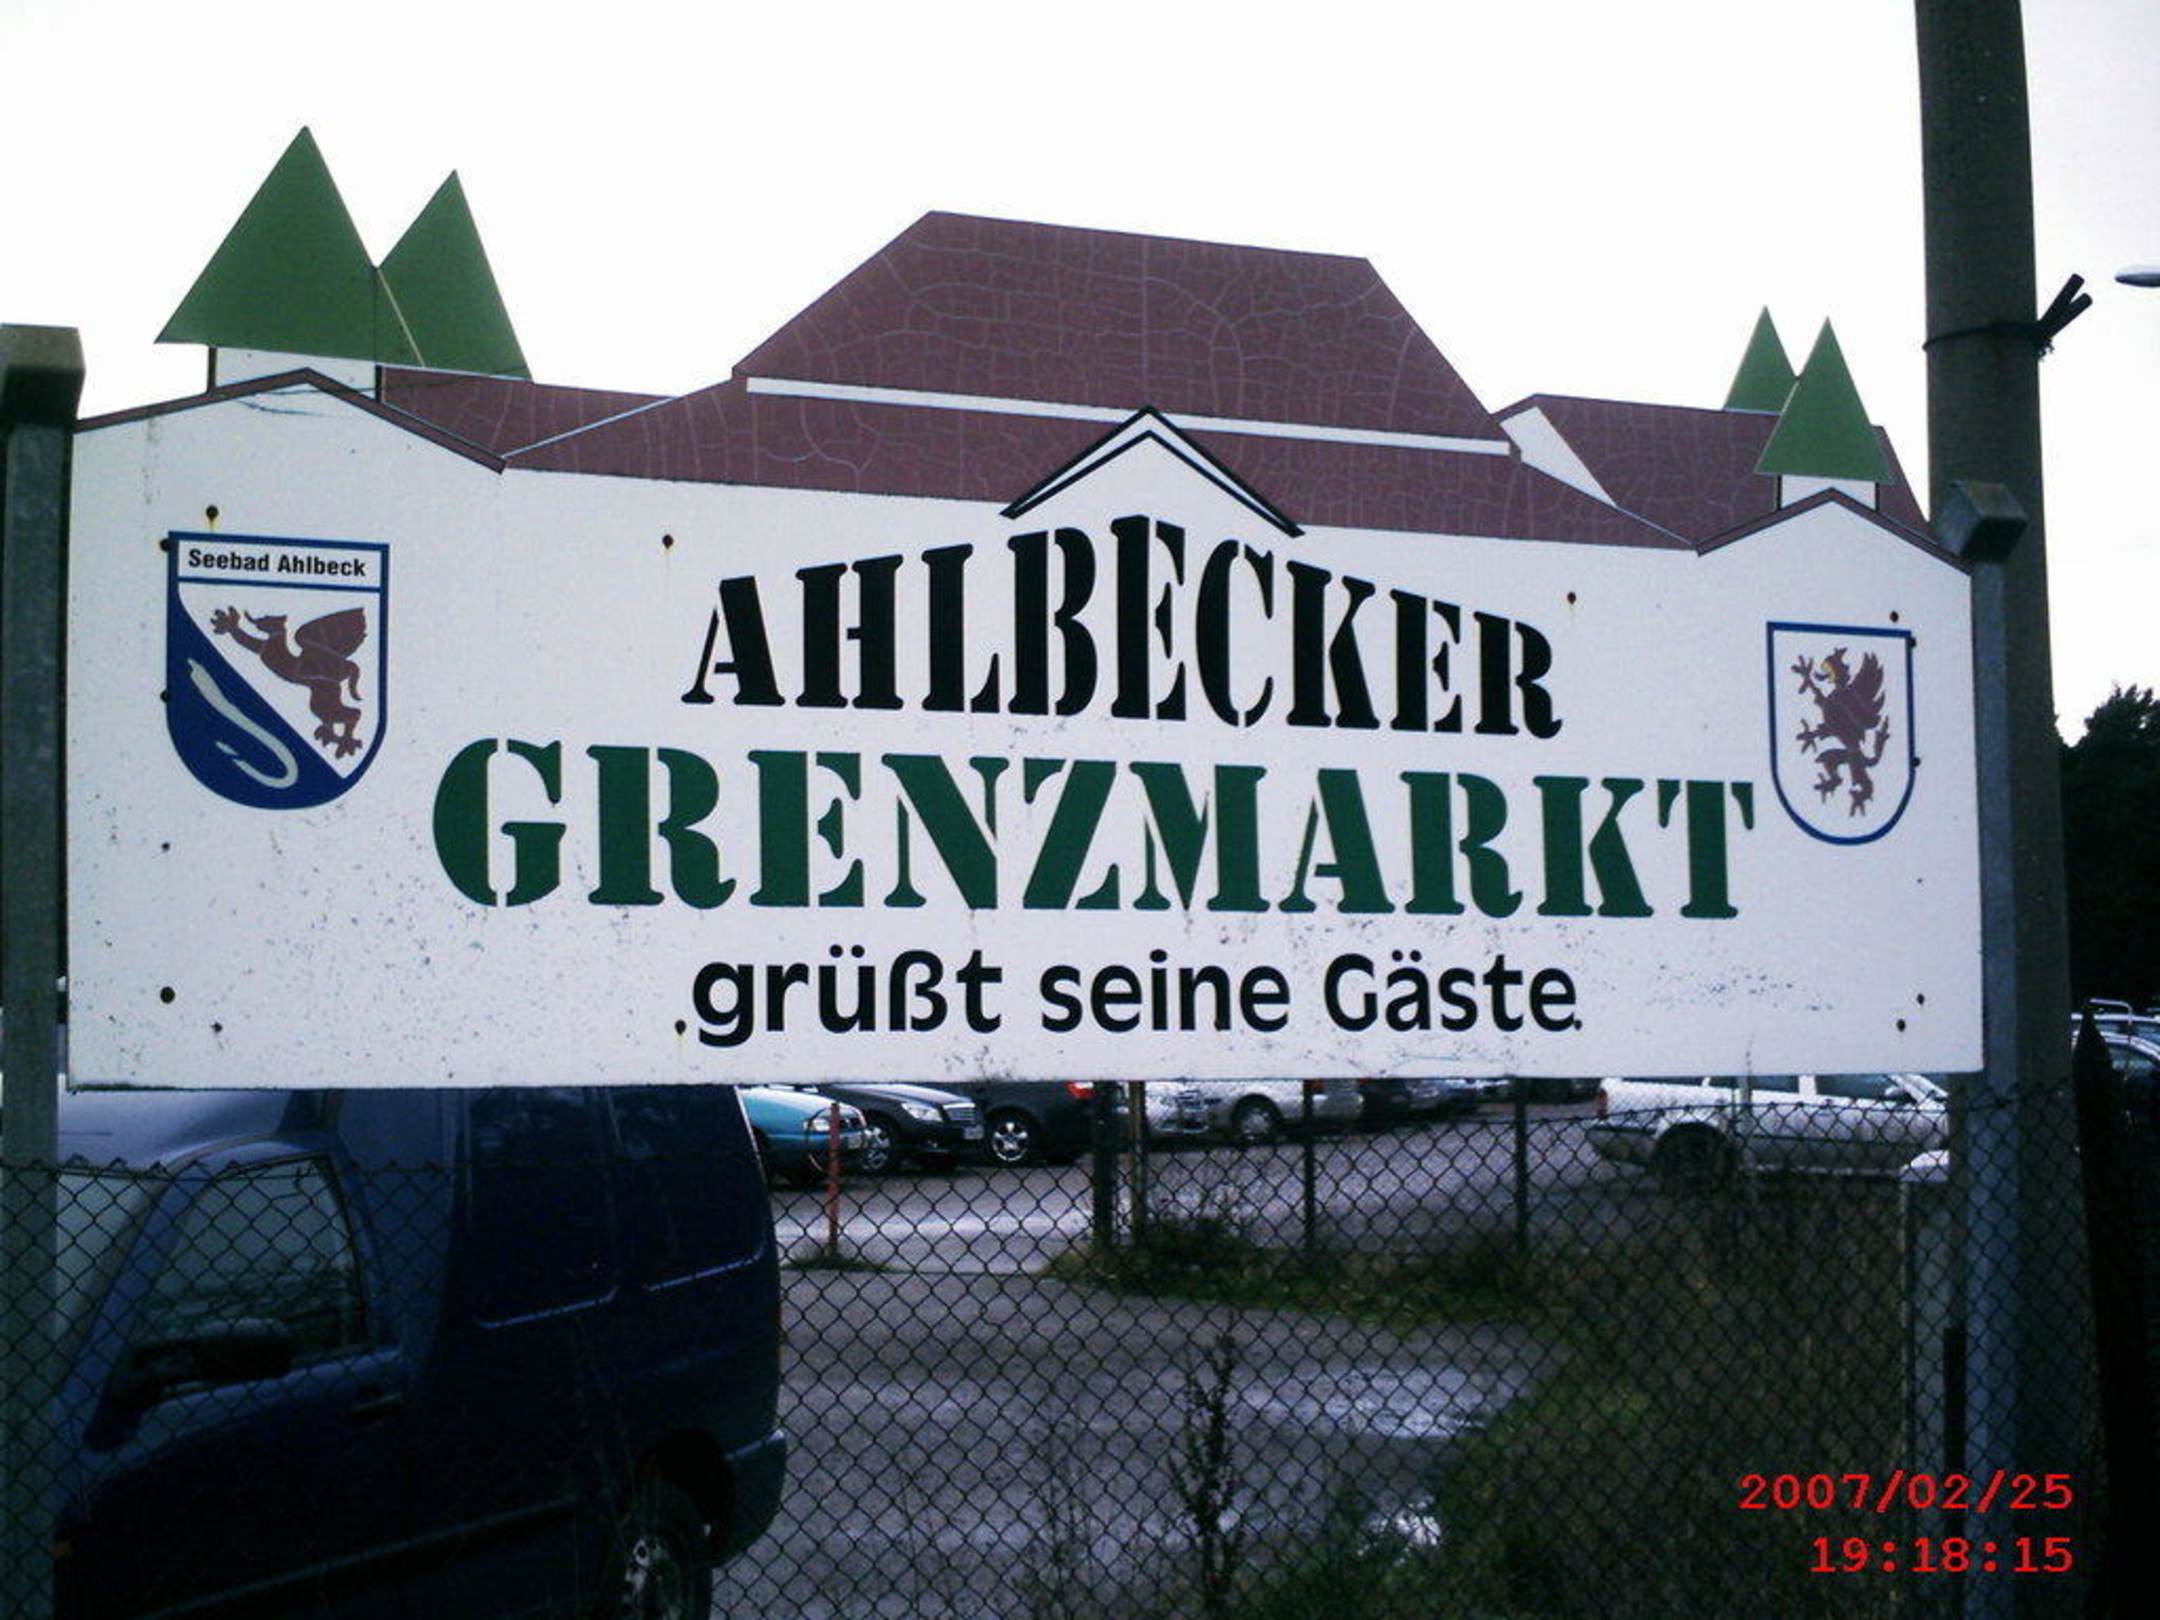 Seebad Ahlbeck
AHLBECKER
GRENZMARKT
grüßt seine Gäste
2007/02/25
19:18:15